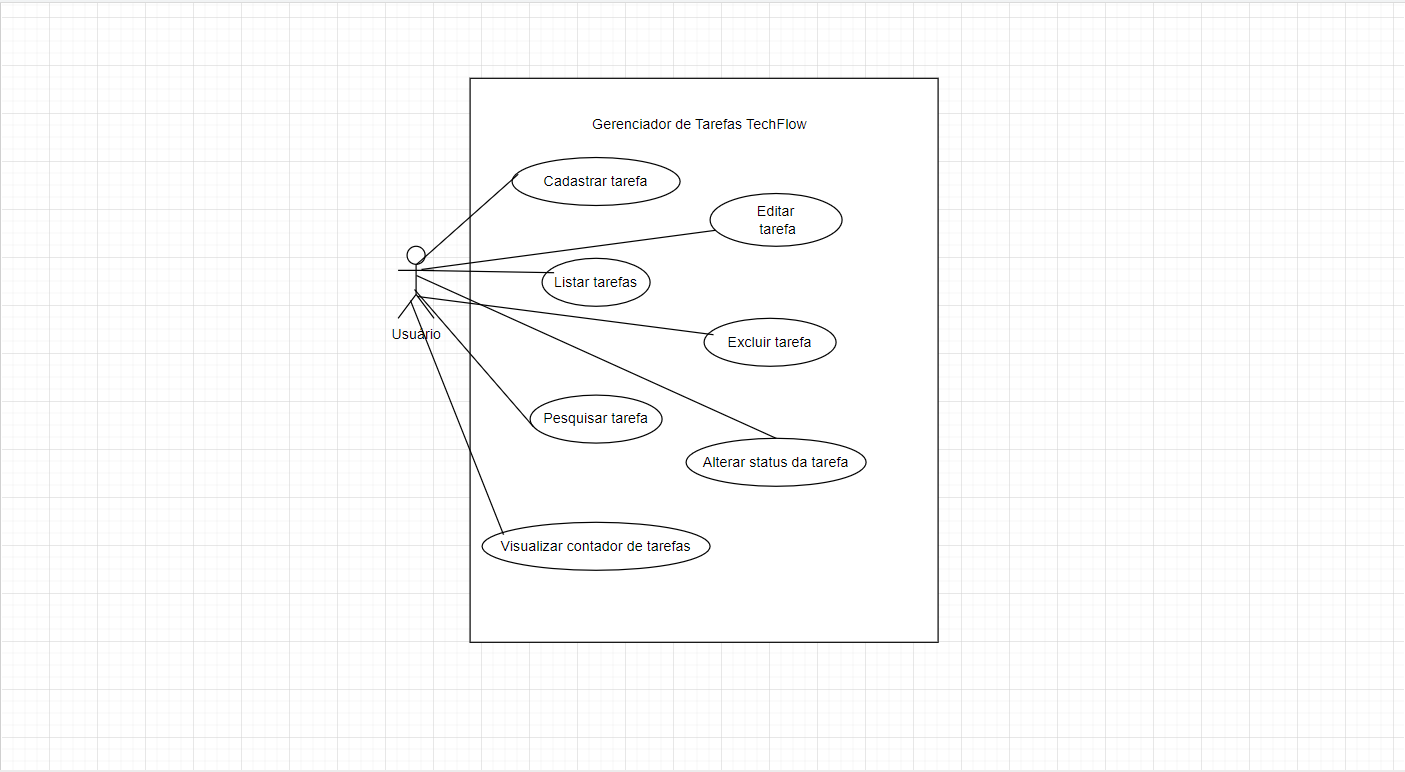 Gerenciador de Tarefas TechFlow
Cadastrar tarefa
Editar
tarefa
Listar tarefas
Usuário
Excluir tarefa
Pesquisar tarefa
Alterar status da tarefa
Visualizar contador de tarefas